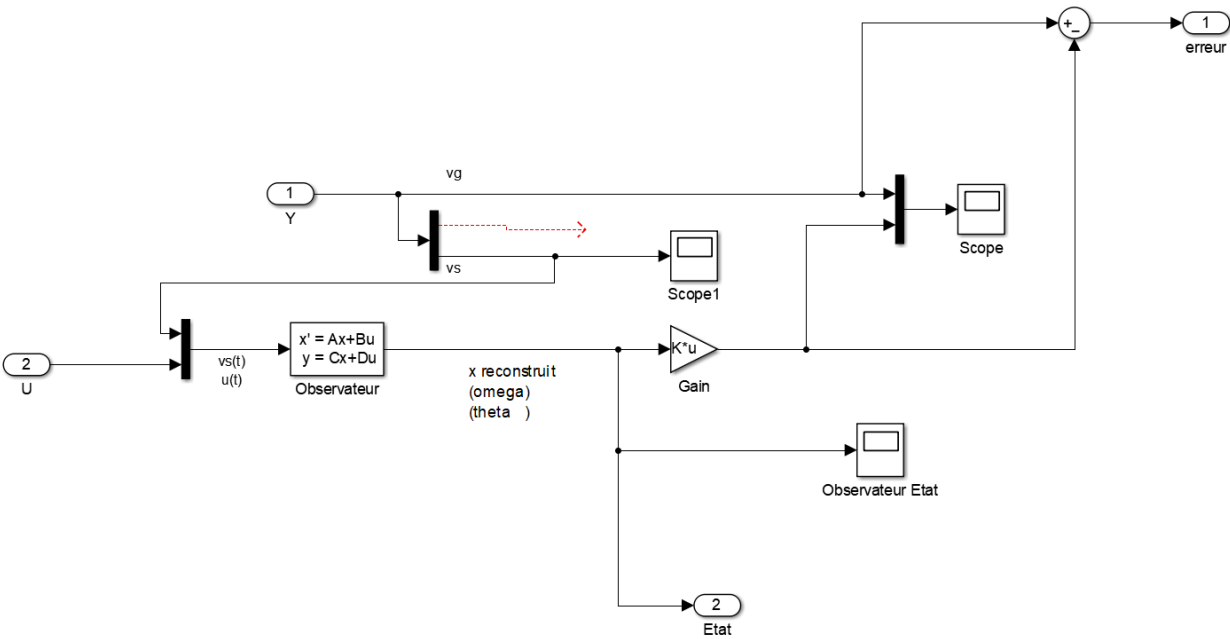 +
−
1
erreur
vg
1
Y
Scope
vs
Scope1
x' = Ax+Bu
y = Cx+Du
Observateur
vs(t)
u(t)
2
U
K*u
Gain
x reconstruit
(omega)
(theta )
Observateur Etat
2
Etat